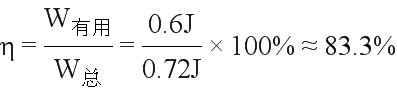 η = W有用 / W总 = 0.6J / 0.72J × 100% ≈ 83.3%